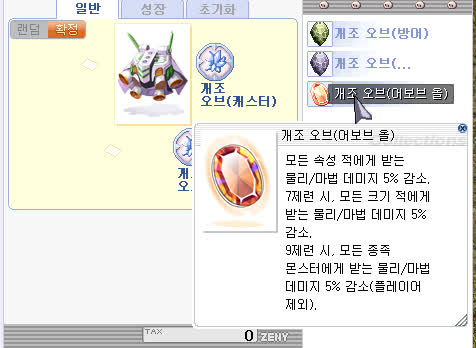 일반 성장 초기화
랜덤 확정
개조
오브(캐스터)
개
오
개조 오브(방어)
개조 오브(...
개조 오브(어보브 올)
개조 오브(어보브 올)
모든 속성 적에게 받는
물리/마법 데미지 5% 감소.
7제련 시, 모든 크기 적에게
받는 물리/마법 데미지 5%
감소.
9제련 시, 모든 종족
몬스터에게 받는 물리/마법
데미지 5% 감소(플레이어
제외).
TAX
0 ZENY